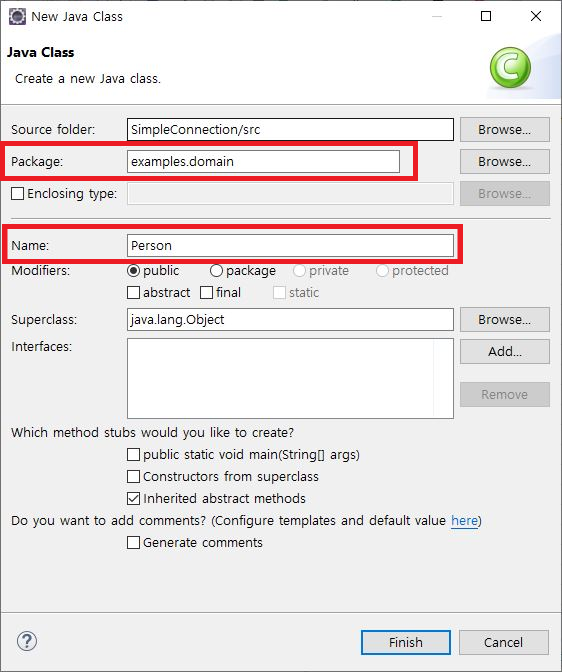 New Java Class
Java Class
Create a new Java class.
C
Source folder: SimpleConnection/src Browse...
Package: examples.domain Browse...
Enclosing type: Browse...
Name: Person
Modifiers: public package private protected
abstract final static
Superclass: java.lang.Object Browse...
Interfaces: Add...
Remove
Which method stubs would you like to create?
public static void main(String[] args)
Constructors from superclass
Inherited abstract methods
Do you want to add comments? (Configure templates and default value here)
Generate comments
? Finish Cancel